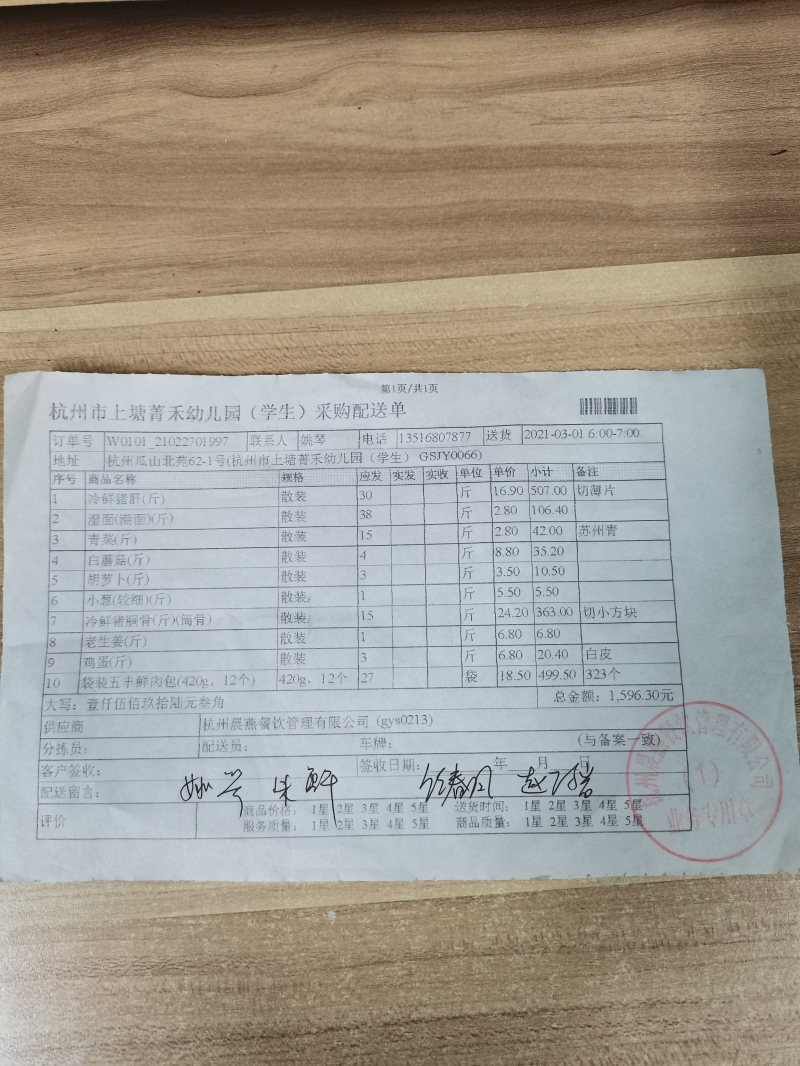 第1页/共1页
杭州市上塘菁禾幼儿园（学生）采购配送单
订单号 W0101_21022701997 联系人 姚琴 电话 13516807877 送货 2021-03-01 6:00-7:00
地址 杭州瓜山北苑62-1号(杭州市上塘菁禾幼儿园（学生） GSJY0066)
序号 商品名称 规格 应发 实发 实收 单位 单价 小计 备注
1 冷鲜猪肝(斤) 散装 30 斤 16.90 507.00 切薄片
2 湿面(潮面)(斤) 散装 38 斤 2.80 106.40
3 青菜(斤) 散装 15 斤 2.80 42.00 苏州青
4 白蘑菇(斤) 散装 4 斤 8.80 35.20
5 胡萝卜(斤) 散装 3 斤 3.50 10.50
6 小葱(较细)(斤) 散装; 1 斤 5.50 5.50
7 冷鲜猪胴骨(斤)(筒骨) 散装; 15 斤 24.20 363.00 切小方块
8 老生姜(斤) 散装 1 斤 6.80 6.80
9 鸡蛋(斤) 散装 3 斤 6.80 20.40 白皮
10 袋装五丰鲜肉包(420g，12个) 420g，12个 27 袋 18.50 499.50 323个
大写：壹仟伍佰玖拾陆元叁角 总金额：1,596.30元
供应商 杭州晨燕餐饮管理有限公司 (gys0213)
分拣员： 配送员： 车牌： (与备案一致)
客户签收： 签收日期： 年 月 日
配送留言：
评价 商品价格： 1星 2星 3星 4星 5星 送货时间： 1星 2星 3星 4星 5星
服务质量： 1星 2星 3星 4星 5星 商品质量： 1星 2星 3星 4星 5星
杭州晨燕餐饮管理有限公司
(1)
业务专用章